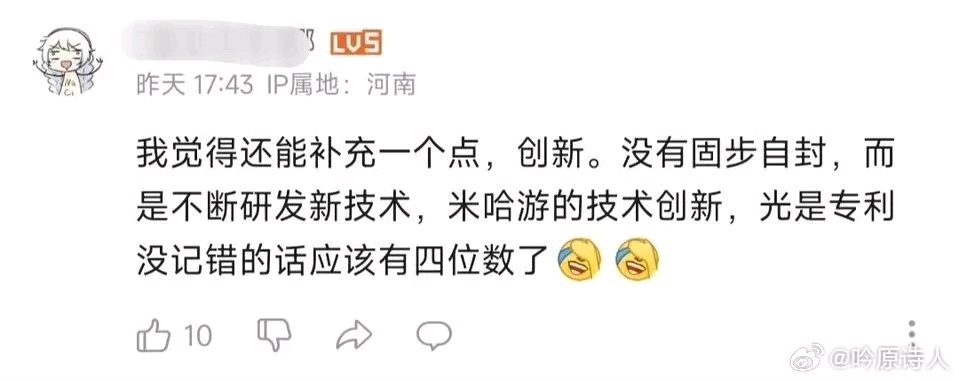 LV5
昨天 17:43 IP属地：河南
我觉得还能补充一个点，创新。没有固步自封，而
是不断研发新技术，米哈游的技术创新，光是专利
没记错的话应该有四位数了
10
@吟原诗人